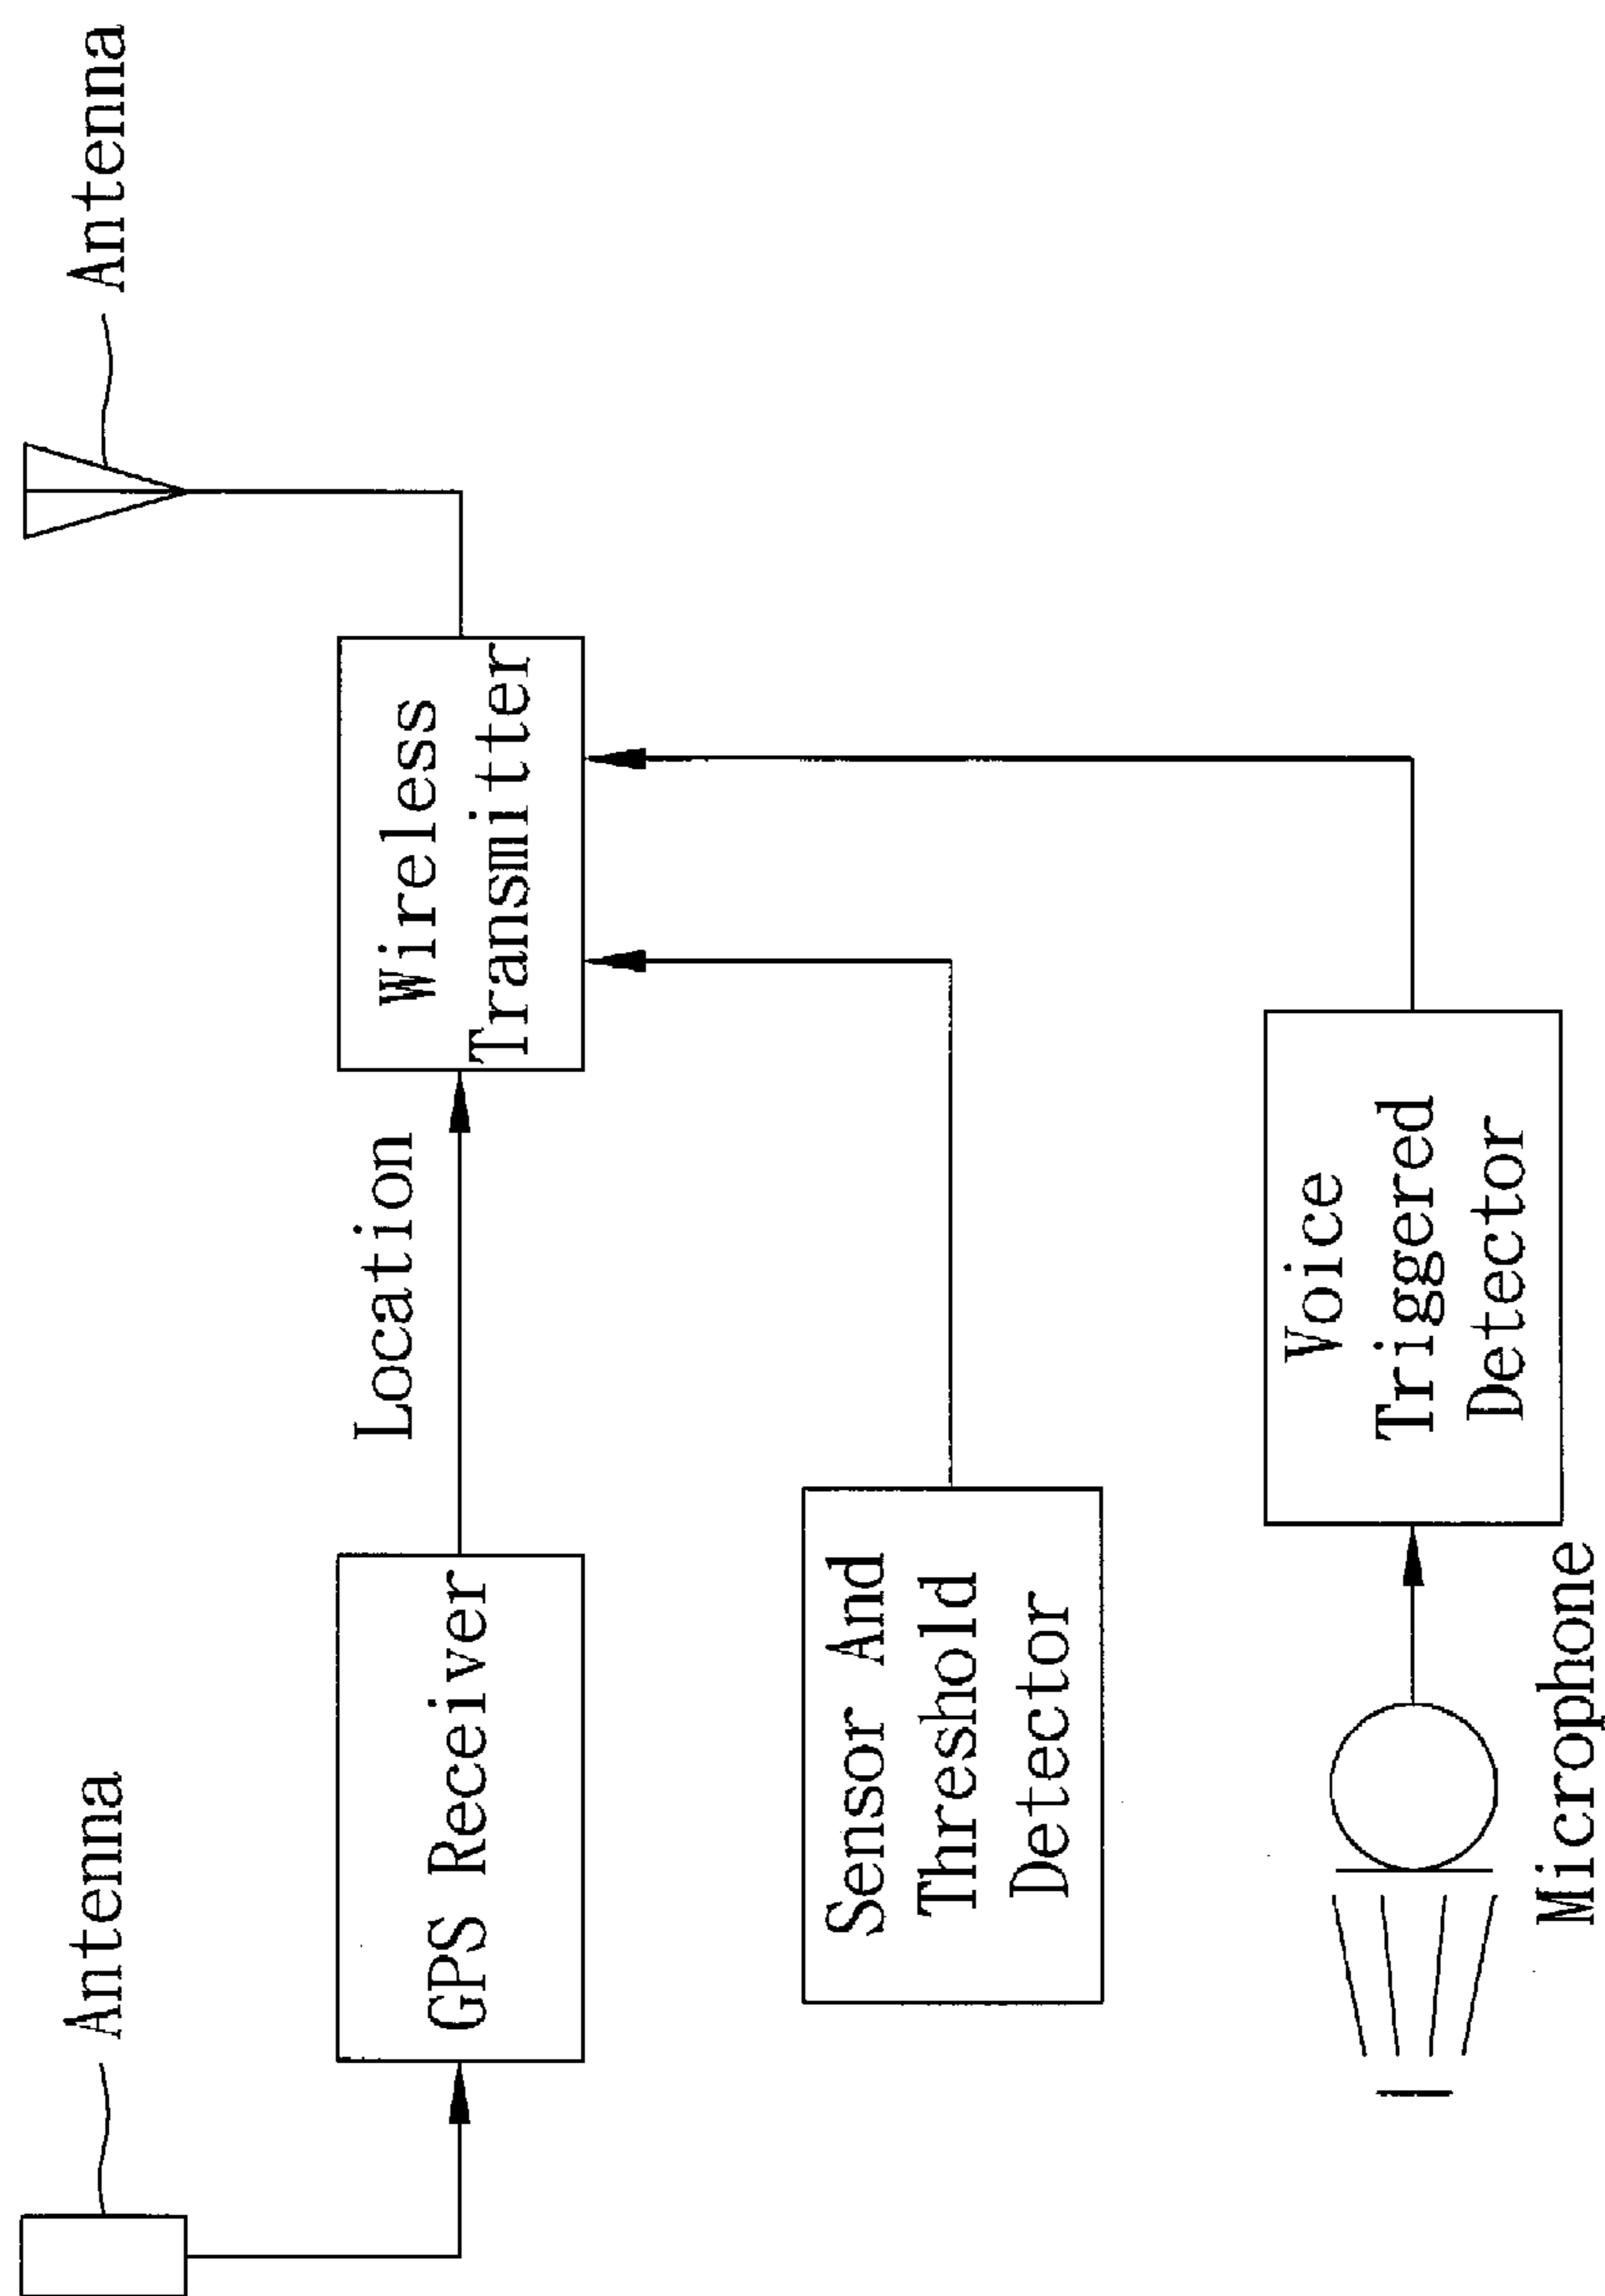 Antenna
Antenna
GPS Receiver
Location
Wireless
Transmitter
Sensor And
Threshold
Detector
Voice
Triggered
Detector
Microphone